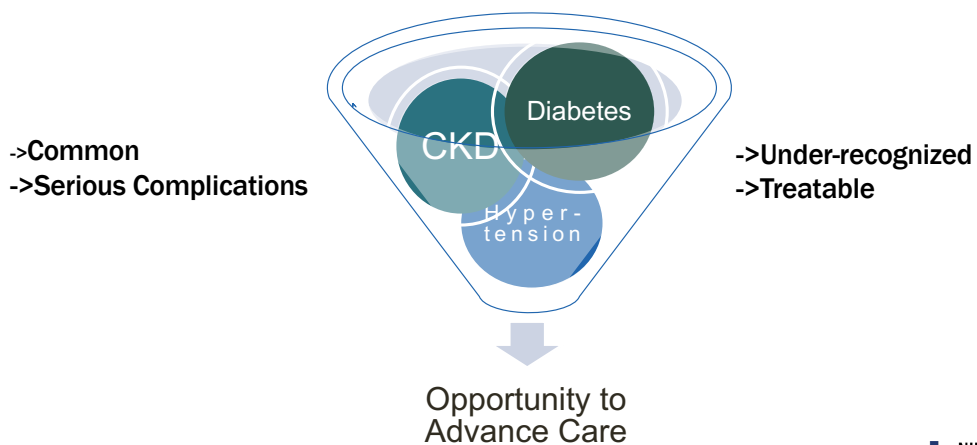 Diabetes
CKD
Hyper-
tension
->Common
->Serious Complications
->Under-recognized
->Treatable
Opportunity to
Advance Care